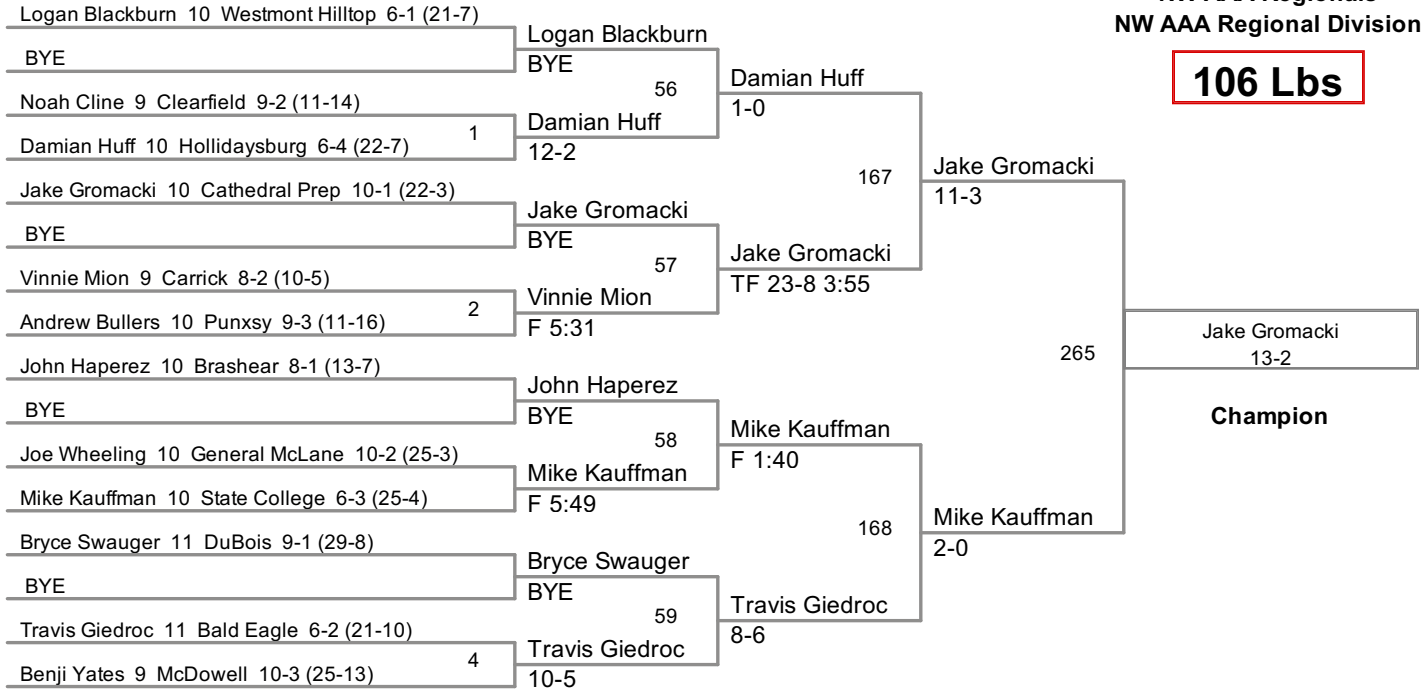 NW AAA Regional Division
106 Lbs
Logan Blackburn 10 Westmont Hilltop 6-1 (21-7)
BYE
Noah Cline 9 Clearfield 9-2 (11-14)
1
Damian Huff 10 Hollidaysburg 6-4 (22-7)
Jake Gromacki 10 Cathedral Prep 10-1 (22-3)
BYE
Vinnie Mion 9 Carrick 8-2 (10-5)
2
Andrew Bullers 10 Punxsy 9-3 (11-16)
John Haperez 10 Brashear 8-1 (13-7)
BYE
Joe Wheeling 10 General McLane 10-2 (25-3)
Mike Kauffman 10 State College 6-3 (25-4)
Bryce Swauger 11 DuBois 9-1 (29-8)
BYE
Travis Giedroc 11 Bald Eagle 6-2 (21-10)
4
Benji Yates 9 McDowell 10-3 (25-13)
Logan Blackburn
BYE
56
Damian Huff
12-2
Jake Gromacki
BYE
57
Vinnie Mion
F 5:31
John Haperez
BYE
58
Mike Kauffman
F 5:49
Bryce Swauger
BYE
59
Travis Giedroc
10-5
Damian Huff
1-0
167
Jake Gromacki
TF 23-8 3:55
Mike Kauffman
F 1:40
168
Travis Giedroc
8-6
Jake Gromacki
11-3
265
Mike Kauffman
2-0
Jake Gromacki
13-2
Champion